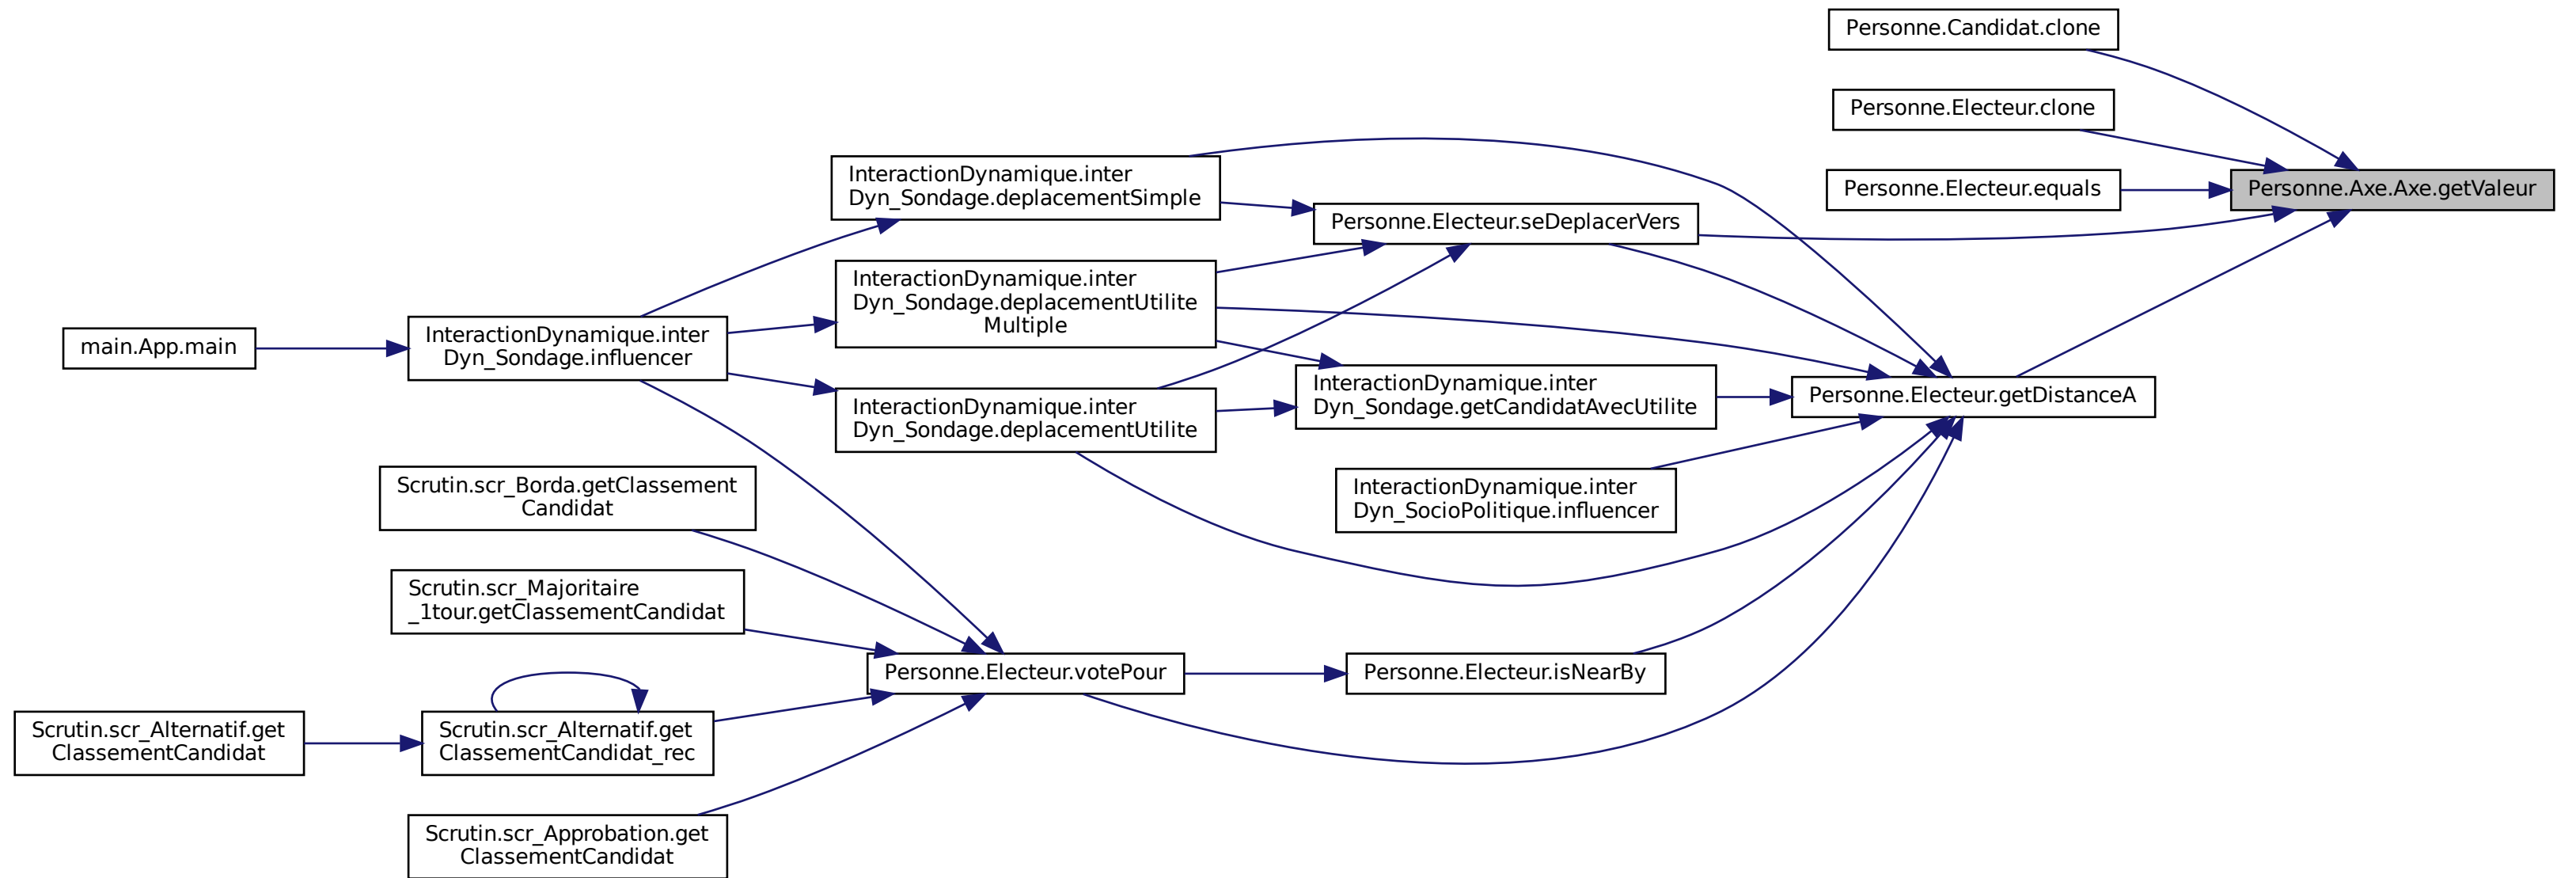 Personne.Candidat.clone
Personne.Electeur.clone
InteractionDynamique.inter
Dyn_Sondage.deplacementSimple
Personne.Electeur.equals
Personne.Axe.Axe.getValeur
Personne.Electeur.seDeplacerVers
InteractionDynamique.inter
Dyn_Sondage.deplacementUtilite
Multiple
main.App.main
InteractionDynamique.inter
Dyn_Sondage.influencer
InteractionDynamique.inter
Dyn_Sondage.getCandidatAvecUtilite
Personne.Electeur.getDistanceA
InteractionDynamique.inter
Dyn_Sondage.deplacementUtilite
Scrutin.scr_Borda.getClassement
Candidat
InteractionDynamique.inter
Dyn_SocioPolitique.influencer
Scrutin.scr_Majoritaire
_1tour.getClassementCandidat
Personne.Electeur.votePour
Personne.Electeur.isNearBy
Scrutin.scr_Alternatif.get
ClassementCandidat
Scrutin.scr_Alternatif.get
ClassementCandidat_rec
Scrutin.scr_Approbation.get
ClassementCandidat